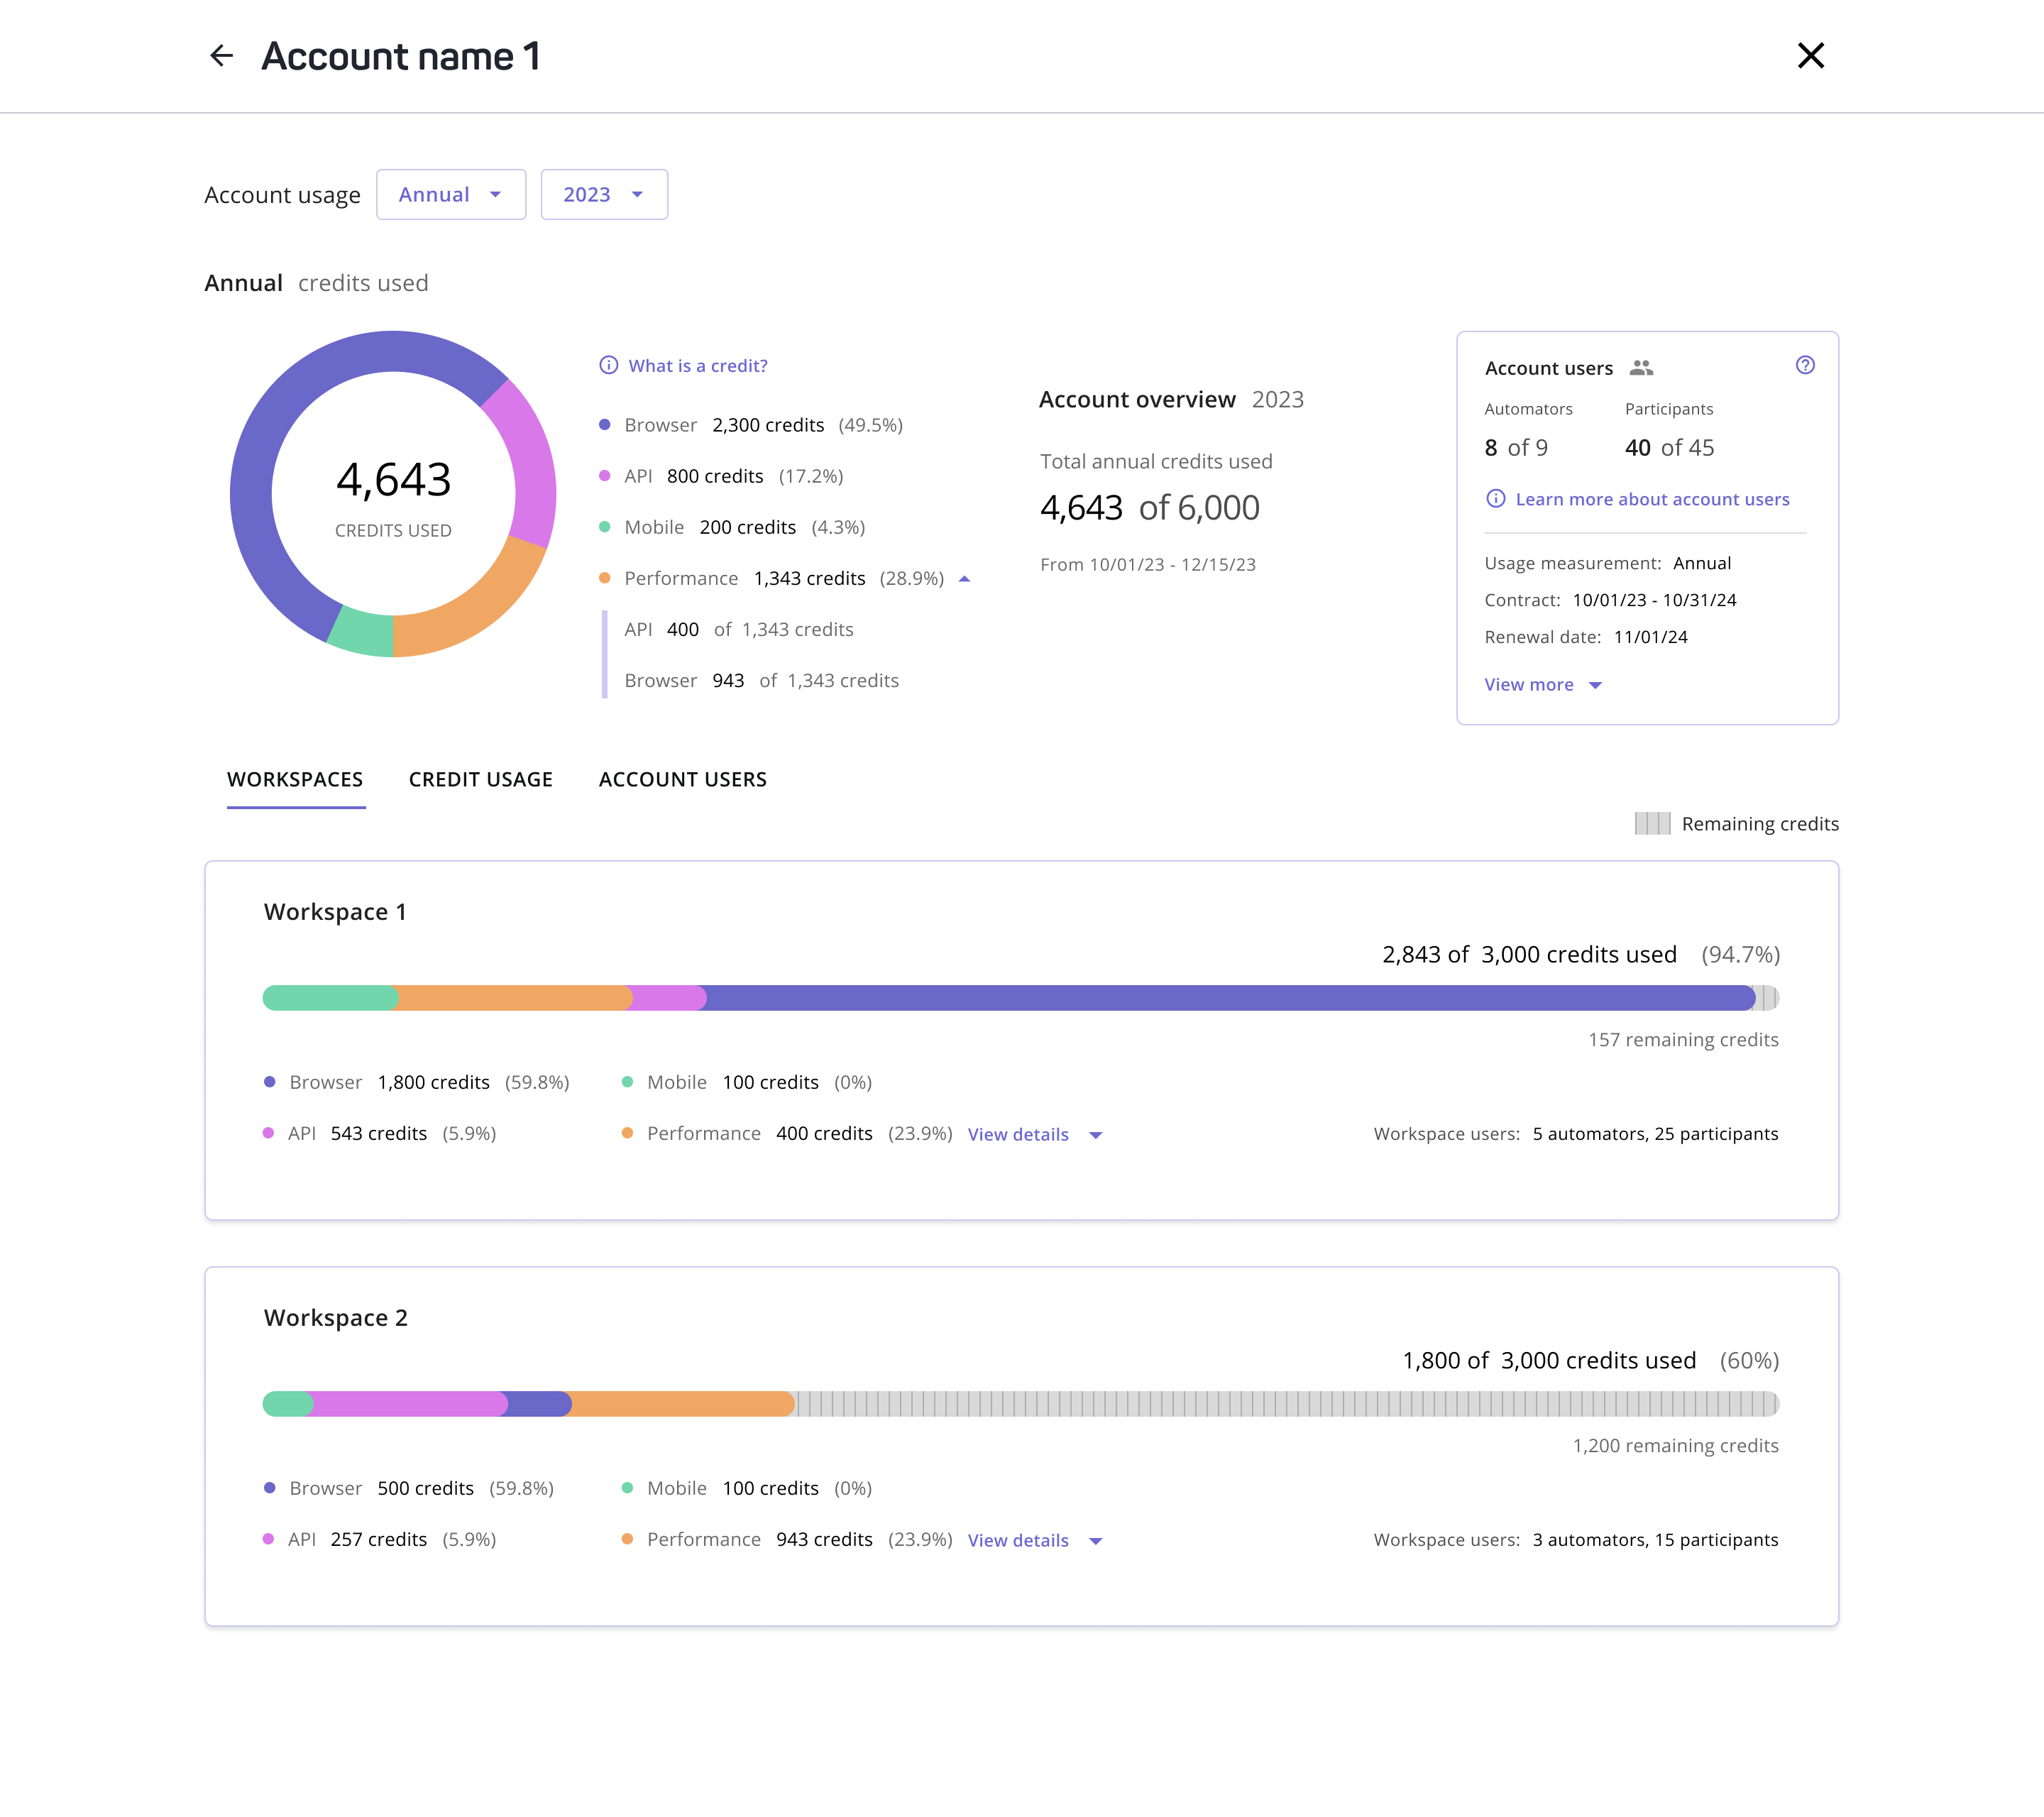 Account name 1
Account usage Annual 2023
Annual credits used
4,643
CREDITS USED
What is a credit?
Browser 2,300 credits (49.5%)
API 800 credits (17.2%)
Mobile 200 credits (4.3%)
Performance 1,343 credits (28.9%)
API 400 of 1,343 credits
Browser 943 of 1,343 credits
Account overview 2023
Total annual credits used
4,643 of 6,000
From 10/01/23 - 12/15/23
Account users
Automators Participants
8 of 9 40 of 45
Learn more about account users
Usage measurement: Annual
Contract: 10/01/23 - 10/31/24
Renewal date: 11/01/24
View more
WORKSPACES CREDIT USAGE ACCOUNT USERS
Remaining credits
Workspace 1
2,843 of 3,000 credits used (94.7%)
157 remaining credits
Browser 1,800 credits (59.8%) Mobile 100 credits (0%)
API 543 credits (5.9%) Performance 400 credits (23.9%) View details Workspace users: 5 automators, 25 participants
Workspace 2
1,800 of 3,000 credits used (60%)
1,200 remaining credits
Browser 500 credits (59.8%) Mobile 100 credits (0%)
API 257 credits (5.9%) Performance 943 credits (23.9%) View details Workspace users: 3 automators, 15 participants